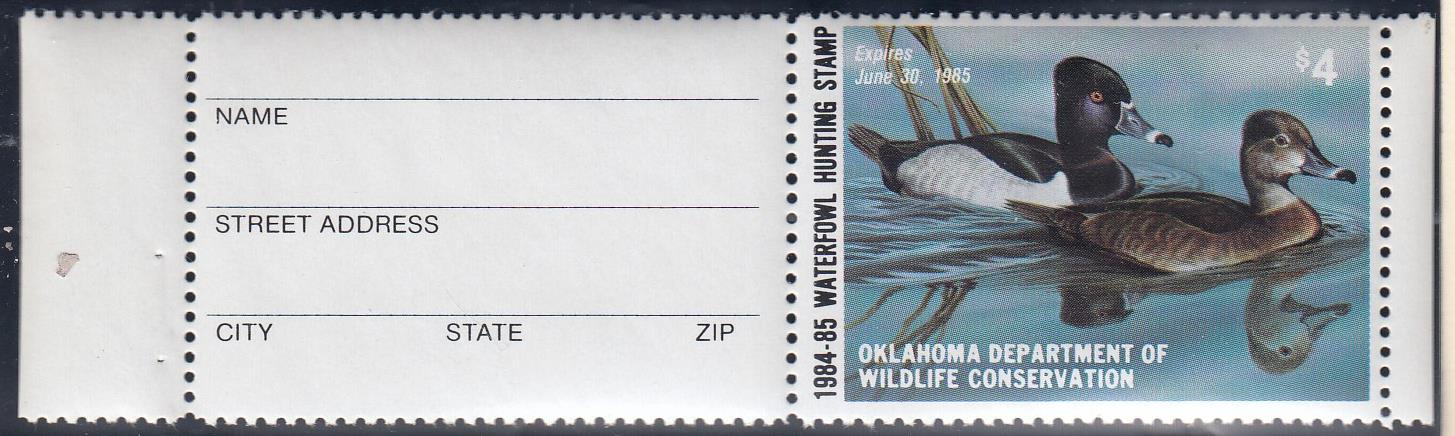 NAME
STREET ADDRESS
CITY STATE ZIP
1984-85 WATERFOWL HUNTING STAMP
Expires
June 30, 1985
$4
OKLAHOMA DEPARTMENT OF
WILDLIFE CONSERVATION